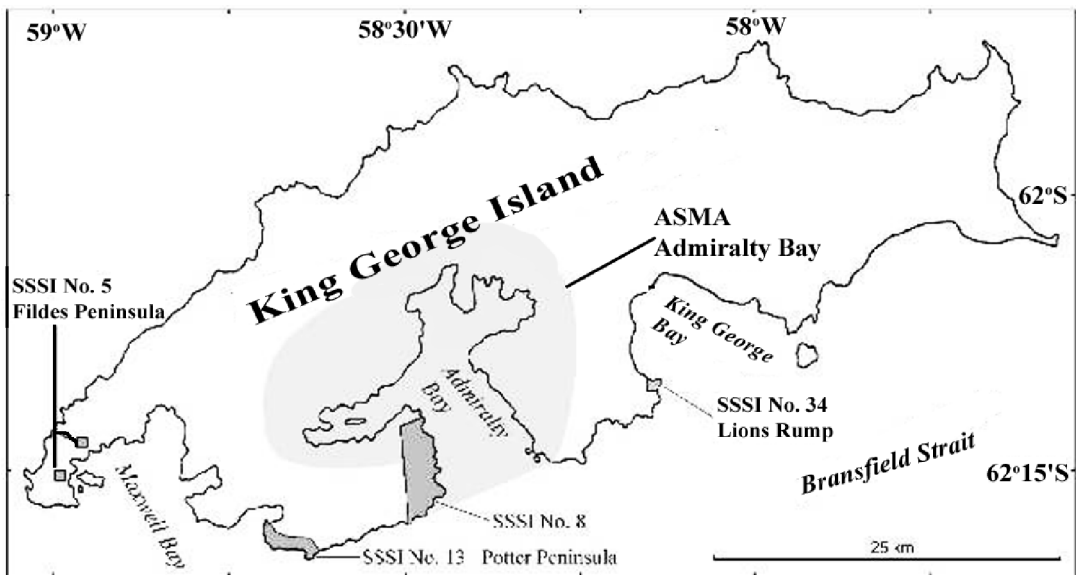 59°W
58°30'W
58°W
62°S
King George Island
ASMA
Admiralty Bay
SSSI No. 5
Fildes Peninsula
King George
Bay
Admiralty
Bay
SSSI No. 34
Lions Rump
Bransfield Strait
62°15'S
Maxwell Bay
SSSI No. 8
SSSI No. 13 Potter Peninsula
25 km